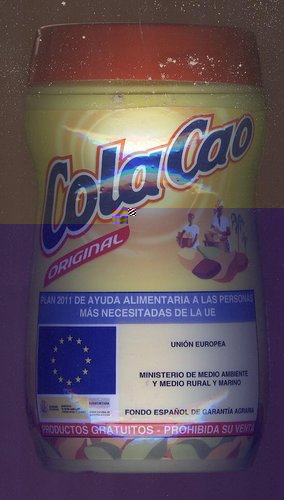 ColaCao
ORIGINAL
PLAN 2011 DE AYUDA ALIMENTARIA A LAS PERSONAS
MÁS NECESITADAS DE LA UE
UNIÓN EUROPEA
MINISTERIO DE MEDIO AMBIENTE
Y MEDIO RURAL Y MARINO
FONDO ESPAÑOL DE GARANTÍA AGRARIA
PRODUCTOS GRATUITOS - PROHIBIDA SU VENTA